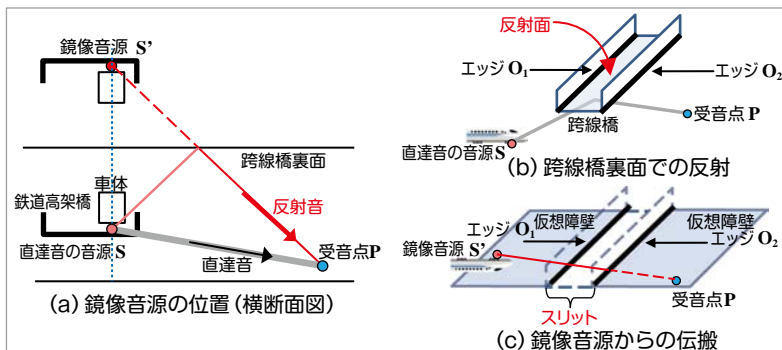 鏡像音源 S'
跨線橋裏面
車体
鉄道高架橋
反射音
直達音の音源 S
直達音
受音点P
(a) 鏡像音源の位置（横断面図）
反射面
エッジ O1
エッジ O2
跨線橋
受音点 P
直達音の音源 S
(b) 跨線橋裏面での反射
エッジ O1
仮想障壁
仮想障壁
エッジ O2
鏡像音源 S'
受音点P
スリット
(c) 鏡像音源からの伝搬